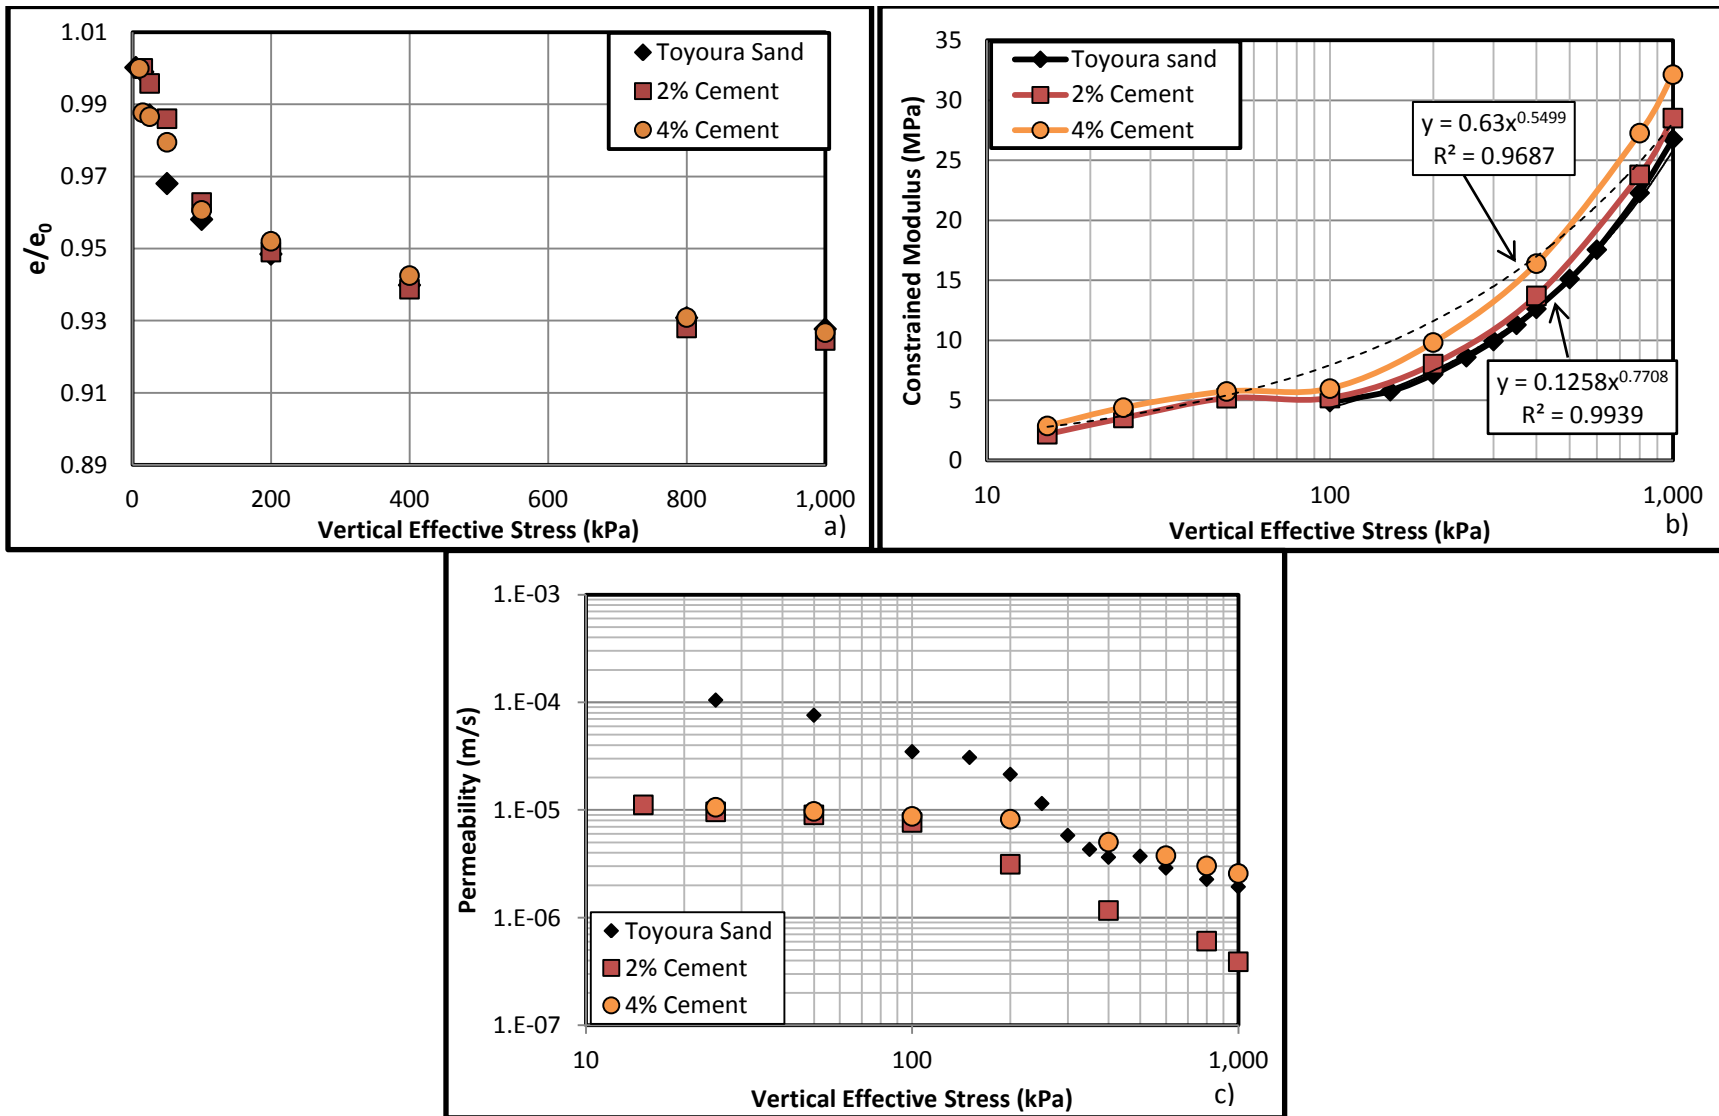 1.01
0.99
0.97
0.95
0.93
0.91
0.89
e/e₀
0
200
400
600
800
1,000
Vertical Effective Stress (kPa)
a)
Toyoura Sand
2% Cement
4% Cement
35
30
25
20
15
10
5
0
Constrained Modulus (MPa)
10
100
1,000
Vertical Effective Stress (kPa)
b)
Toyoura sand
2% Cement
4% Cement
y = 0.63x⁰·⁵⁴⁹⁹
R² = 0.9687
y = 0.1258x⁰·⁷⁷⁰⁸
R² = 0.9939
1.E-03
1.E-04
1.E-05
1.E-06
1.E-07
Permeability (m/s)
10
100
1,000
Vertical Effective Stress (kPa)
c)
Toyoura Sand
2% Cement
4% Cement